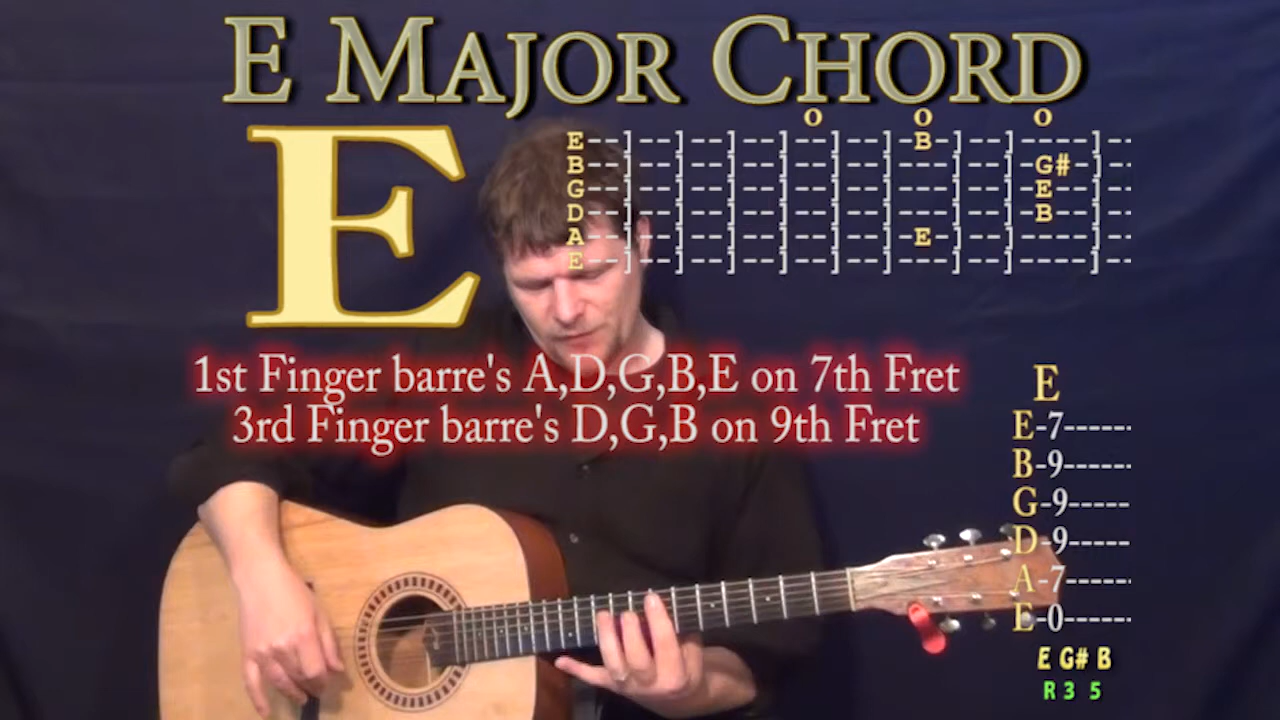 E MAJOR CHORD
E
O O O
E--]--]--]--]--]--]-B-]--]----]--
B--]--]--]--]--]--]---]--]-G#-]--
G--]--]--]--]--]--]---]--]-E--]--
D--]--]--]--]--]--]---]--]-B--]--
A--]--]--]--]--]--]-E-]--]----]--
E--]--]--]--]--]--]---]--]----]--
1st Finger barre's A,D,G,B,E on 7th Fret
3rd Finger barre's D,G,B on 9th Fret
E
E-7------
B-9------
G-9-----
D-9-----
A-7------
E-0------
E G# B
R 3 5